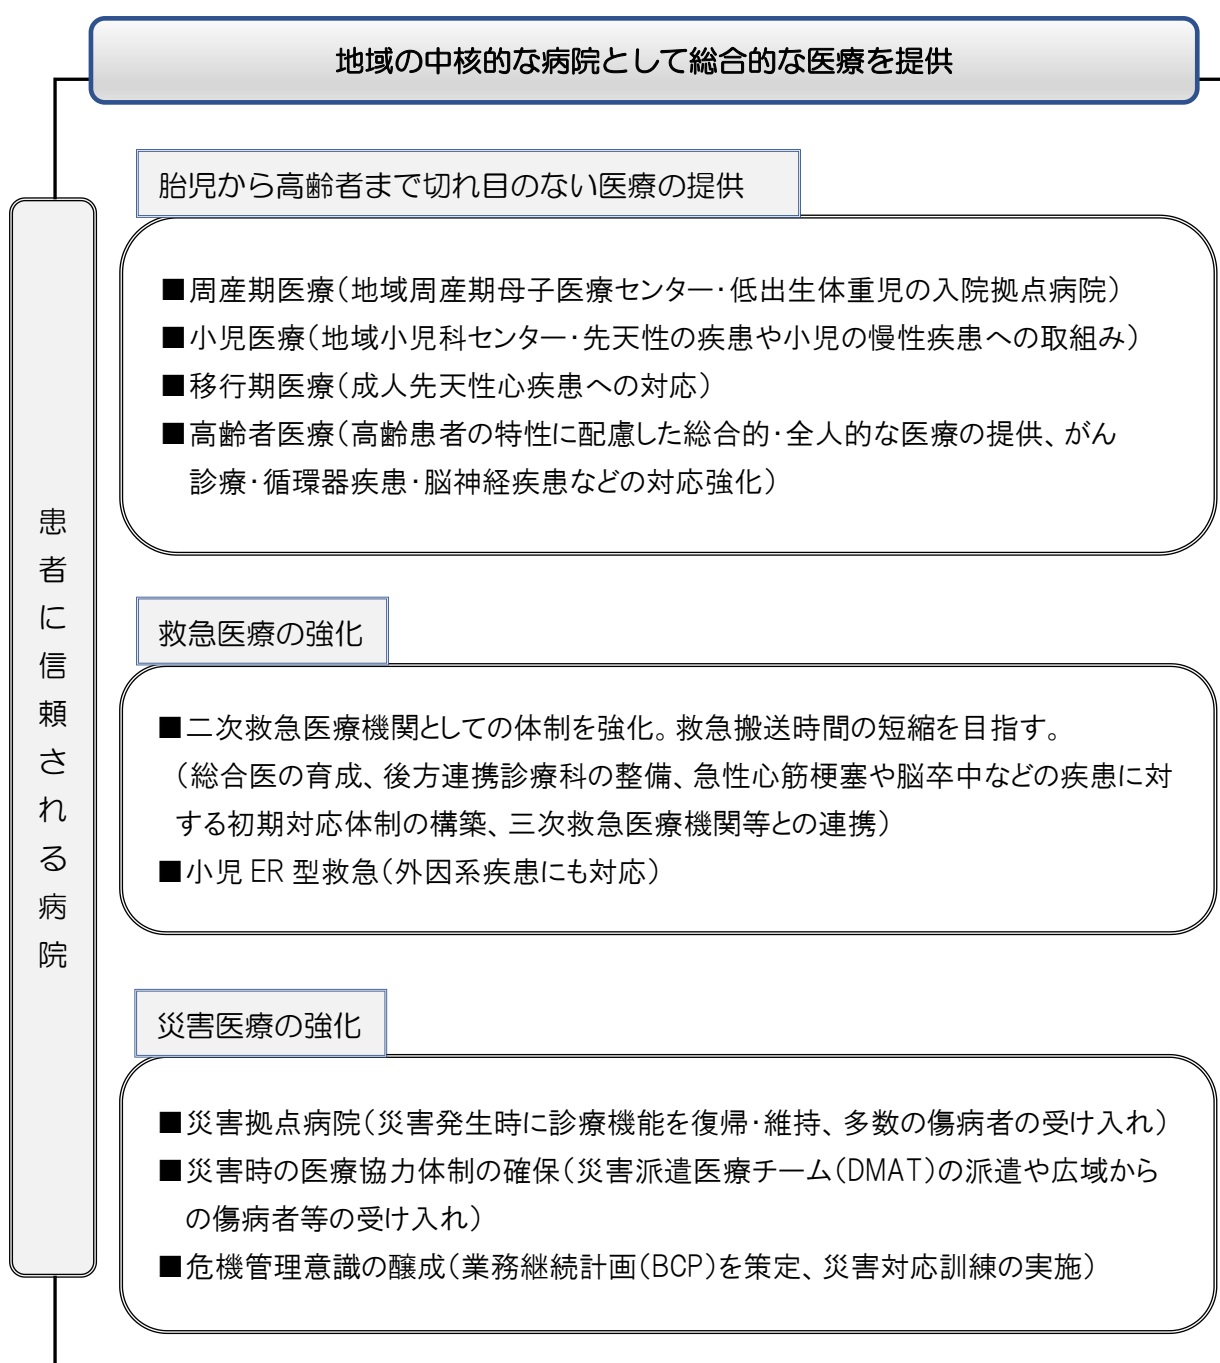 地域の中核的な病院として総合的な医療を提供
患者に信頼される病院
胎児から高齢者まで切れ目のない医療の提供
■周産期医療（地域周産期母子医療センター・低出生体重児の入院拠点病院）
■小児医療（地域小児科センター・先天性の疾患や小児の慢性疾患への取組み）
■移行期医療（成人先天性心疾患への対応）
■高齢者医療（高齢患者の特性に配慮した総合的・全人的な医療の提供、がん
診療・循環器疾患・脳神経疾患などの対応強化）
救急医療の強化
■二次救急医療機関としての体制を強化。救急搬送時間の短縮を目指す。
（総合医の育成、後方連携診療科の整備、急性心筋梗塞や脳卒中などの疾患に対
する初期対応体制の構築、三次救急医療機関等との連携）
■小児 ER 型救急（外因系疾患にも対応）
災害医療の強化
■災害拠点病院（災害発生時に診療機能を復帰・維持、多数の傷病者の受け入れ）
■災害時の医療協力体制の確保（災害派遣医療チーム（DMAT）の派遣や広域から
の傷病者等の受け入れ）
■危機管理意識の醸成（業務継続計画（BCP）を策定、災害対応訓練の実施）